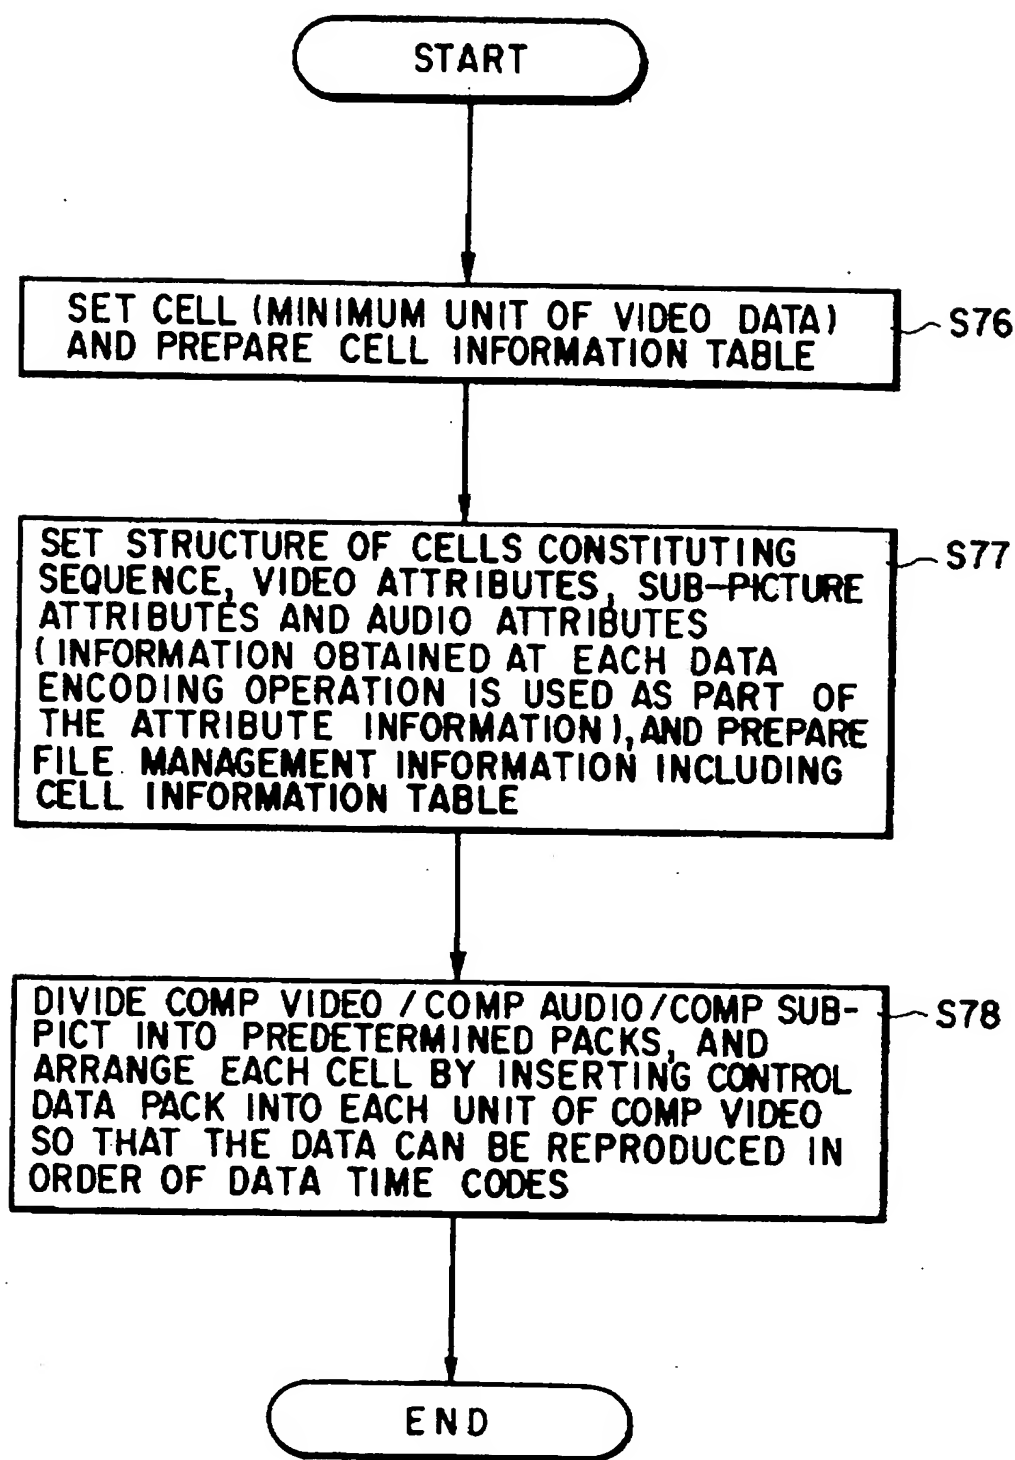 START
SET CELL (MINIMUM UNIT OF VIDEO DATA)
AND PREPARE CELL INFORMATION TABLE
S76
SET STRUCTURE OF CELLS CONSTITUTING
SEQUENCE, VIDEO ATTRIBUTES, SUB-PICTURE
ATTRIBUTES AND AUDIO ATTRIBUTES
(INFORMATION OBTAINED AT EACH DATA
ENCODING OPERATION IS USED AS PART OF
THE ATTRIBUTE INFORMATION), AND PREPARE
FILE MANAGEMENT INFORMATION INCLUDING
CELL INFORMATION TABLE
S77
DIVIDE COMP VIDEO / COMP AUDIO/COMP SUB-
PICT INTO PREDETERMINED PACKS, AND
ARRANGE EACH CELL BY INSERTING CONTROL
DATA PACK INTO EACH UNIT OF COMP VIDEO
SO THAT THE DATA CAN BE REPRODUCED IN
ORDER OF DATA TIME CODES
S78
END